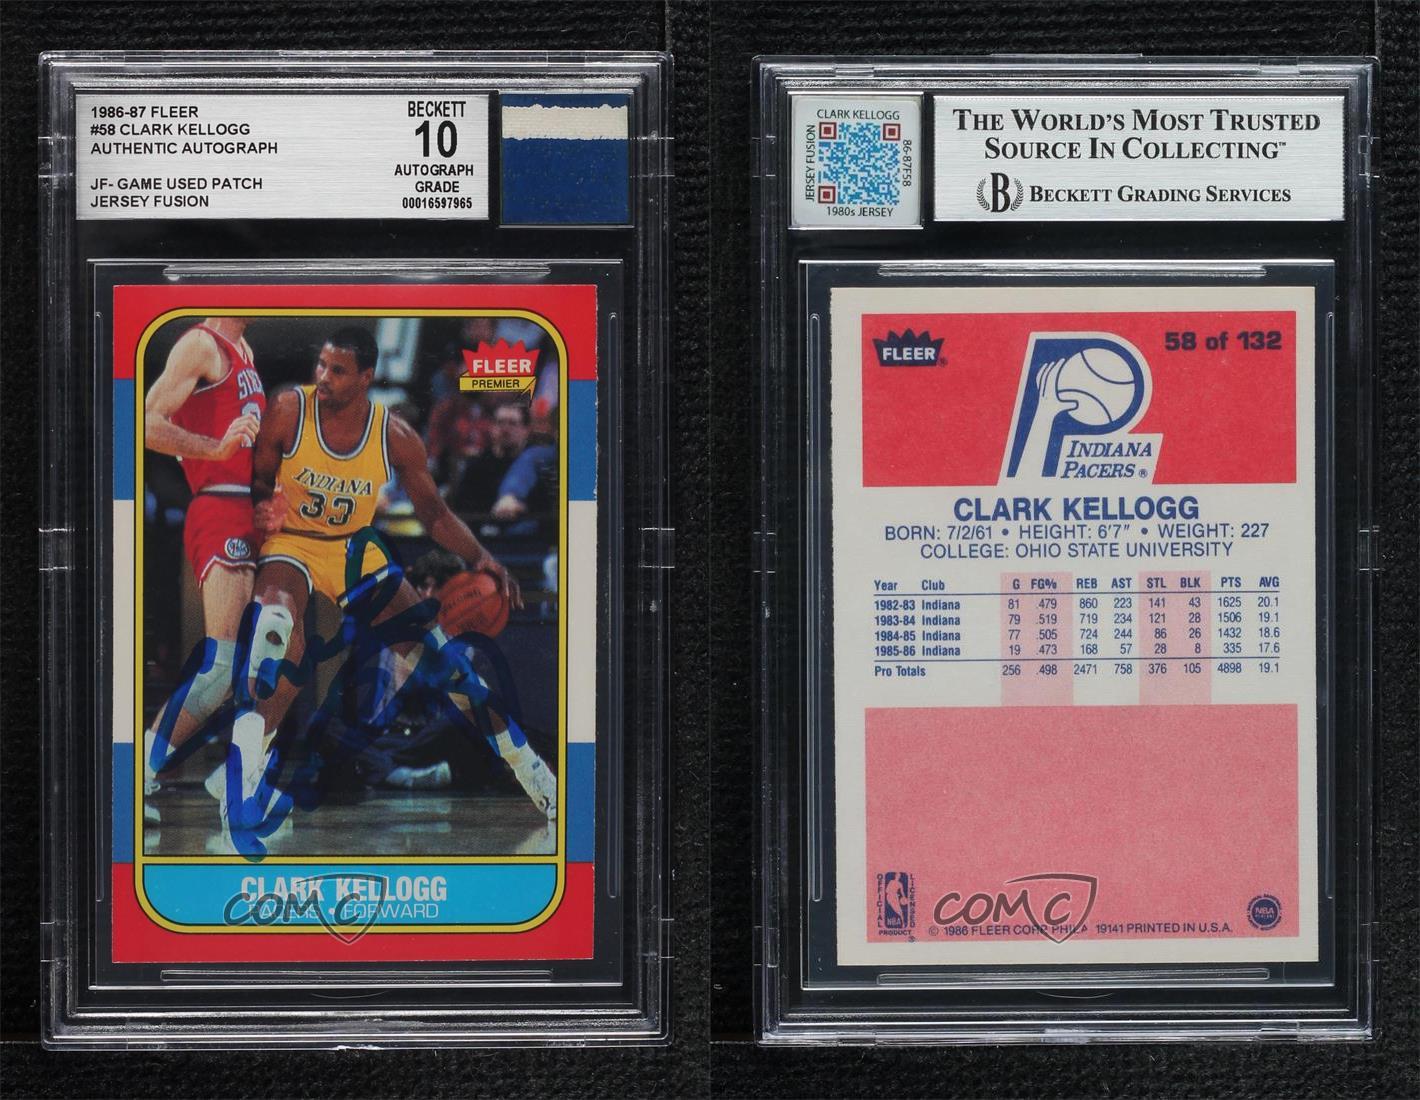 1986-87 FLEER
#58 CLARK KELLOGG
AUTHENTIC AUTOGRAPH
JF- GAME USED PATCH
JERSEY FUSION
BECKETT
10
AUTOGRAPH
GRADE
00016597965
FLEER
PREMIER
SIXERS
INDIANA
33
CLARK KELLOGG
PACERS • FORWARD
COMC
CLARK KELLOGG
JERSEY FUSION
86-87F58
1980s JERSEY
THE WORLD'S MOST TRUSTED
SOURCE IN COLLECTING™
B BECKETT GRADING SERVICES
FLEER®
58 of 132
INDIANA
PACERS ®
CLARK KELLOGG
BORN: 7/2/61 • HEIGHT: 6'7" • WEIGHT: 227
COLLEGE: OHIO STATE UNIVERSITY
Year Club G FG% REB AST STL BLK PTS AVG
1982-83 Indiana 81 .479 860 223 141 43 1625 20.1
1983-84 Indiana 79 .519 719 234 121 28 1506 19.1
1984-85 Indiana 77 .505 724 244 86 26 1432 18.6
1985-86 Indiana 19 .473 168 57 28 8 335 17.6
Pro Totals 256 .498 2471 758 376 105 4898 19.1
OFFICIAL LICENSED
NBA
PRODUCT ®
COMC
NBA
© 1986 FLEER CORP. PHILA 19141 PRINTED IN U.S.A.